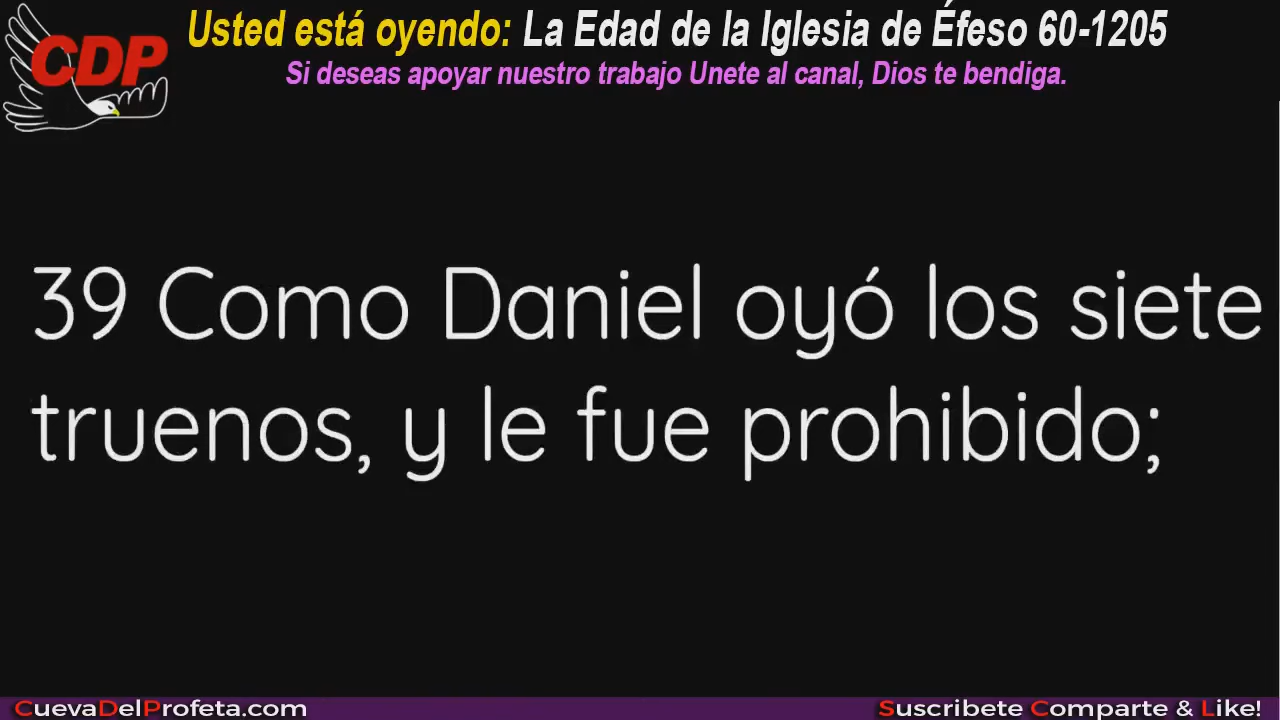 CDP
Usted está oyendo: La Edad de la Iglesia de Éfeso 60-1205
Si deseas apoyar nuestro trabajo Unete al canal, Dios te bendiga.
39 Como Daniel oyó los siete
truenos, y le fue prohibido;
CuevaDelProfeta.com
Suscribete Comparte & Like!